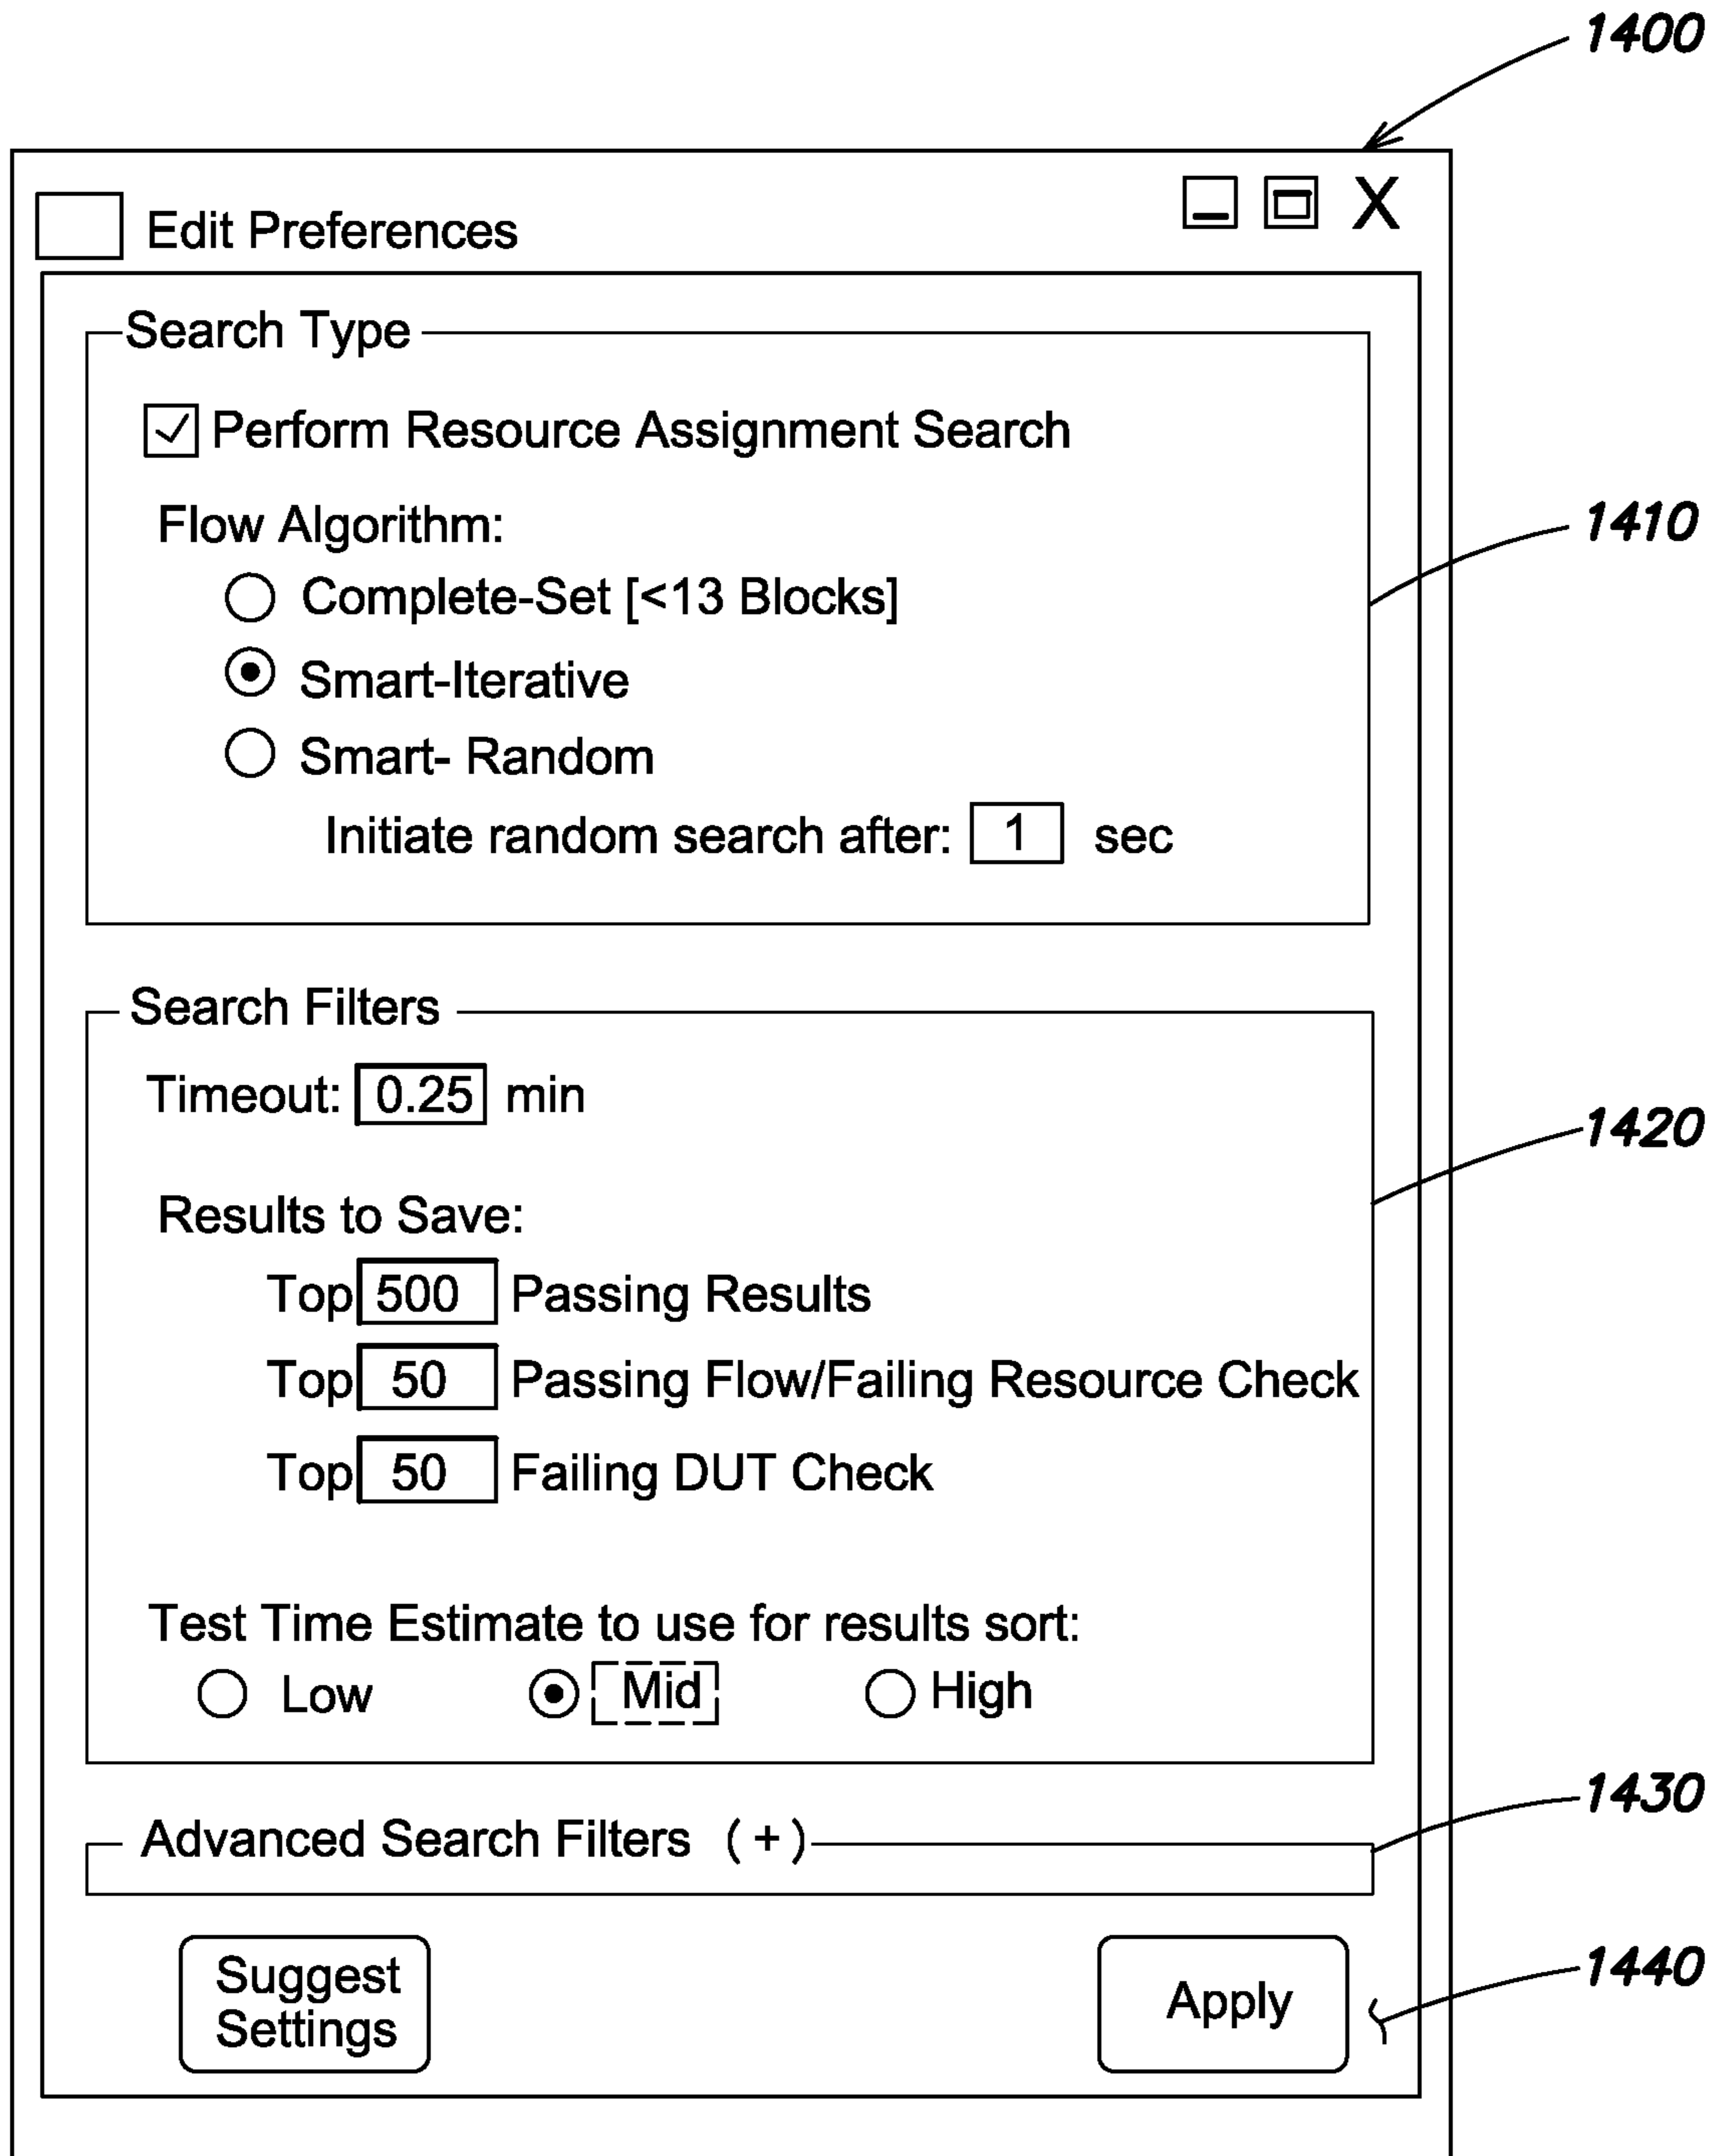 1400
Edit Preferences
X
Search Type
Perform Resource Assignment Search
Flow Algorithm:
1410
Complete-Set [<13 Blocks]
Smart-Iterative
Smart- Random
Initiate random search after: 1 sec
Search Filters
Timeout: 0.25 min
1420
Results to Save:
Top 500 Passing Results
Top 50 Passing Flow/Failing Resource Check
Top 50 Failing DUT Check
Test Time Estimate to use for results sort:
Low Mid High
1430
Advanced Search Filters (+)
Suggest
Settings
Apply
1440